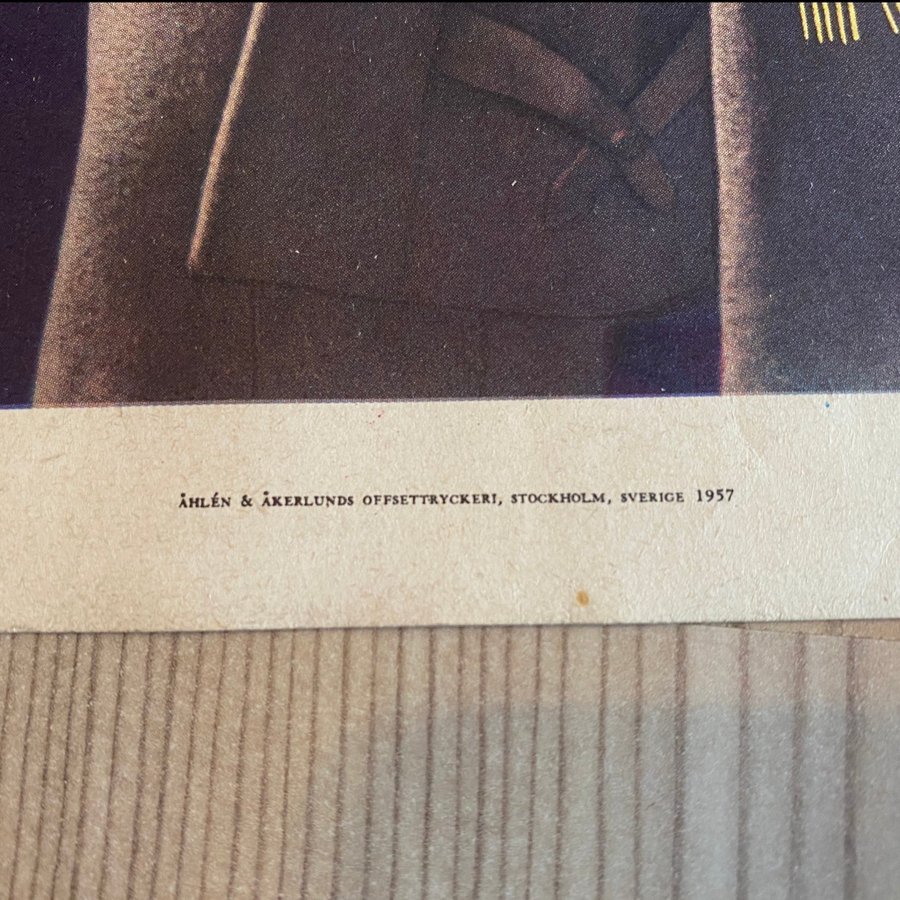 ÅHLÉN & ÅKERLUNDS OFFSETTRYCKERI, STOCKHOLM, SVERIGE 1957